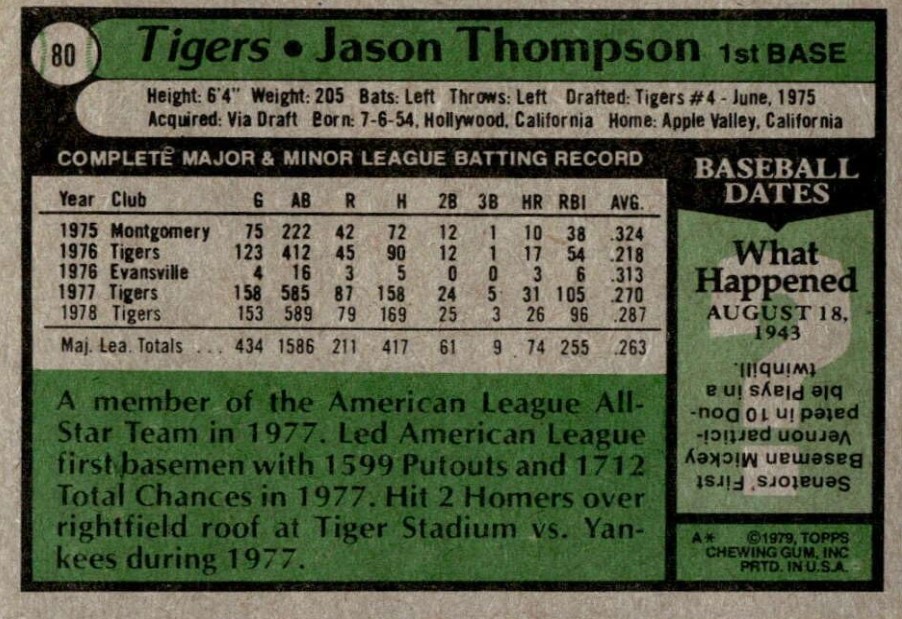 80
Tigers • Jason Thompson 1st BASE
Height: 6'4" Weight: 205 Bats: Left Throws: Left Drafted: Tigers #4 - June, 1975
Acquired: Via Draft Born: 7-6-54, Hollywood, California Home: Apple Valley, California
COMPLETE MAJOR & MINOR LEAGUE BATTING RECORD
Year Club G AB R H 2B 3B HR RBI AVG.
1975 Montgomery 75 222 42 72 12 1 10 38 .324
1976 Tigers 123 412 45 90 12 1 17 54 .218
1976 Evansville 4 16 3 5 0 0 3 6 .313
1977 Tigers 158 585 87 158 24 5 31 105 .270
1978 Tigers 153 589 79 169 25 3 26 96 .287
Maj. Lea. Totals ... 434 1586 211 417 61 9 74 255 .263
A member of the American League All-
Star Team in 1977. Led American League
first basemen with 1599 Putouts and 1712
Total Chances in 1977. Hit 2 Homers over
rightfield roof at Tiger Stadium vs. Yan-
kees during 1977.
BASEBALL
DATES
What
Happened
AUGUST 18,
1943
Senators' First
Baseman Mickey
Vernon partici-
pated in 10 Dou-
ble Plays in a
twinbill.
A* ©1979, TOPPS
CHEWING GUM, INC
PRTD. IN U.S.A.